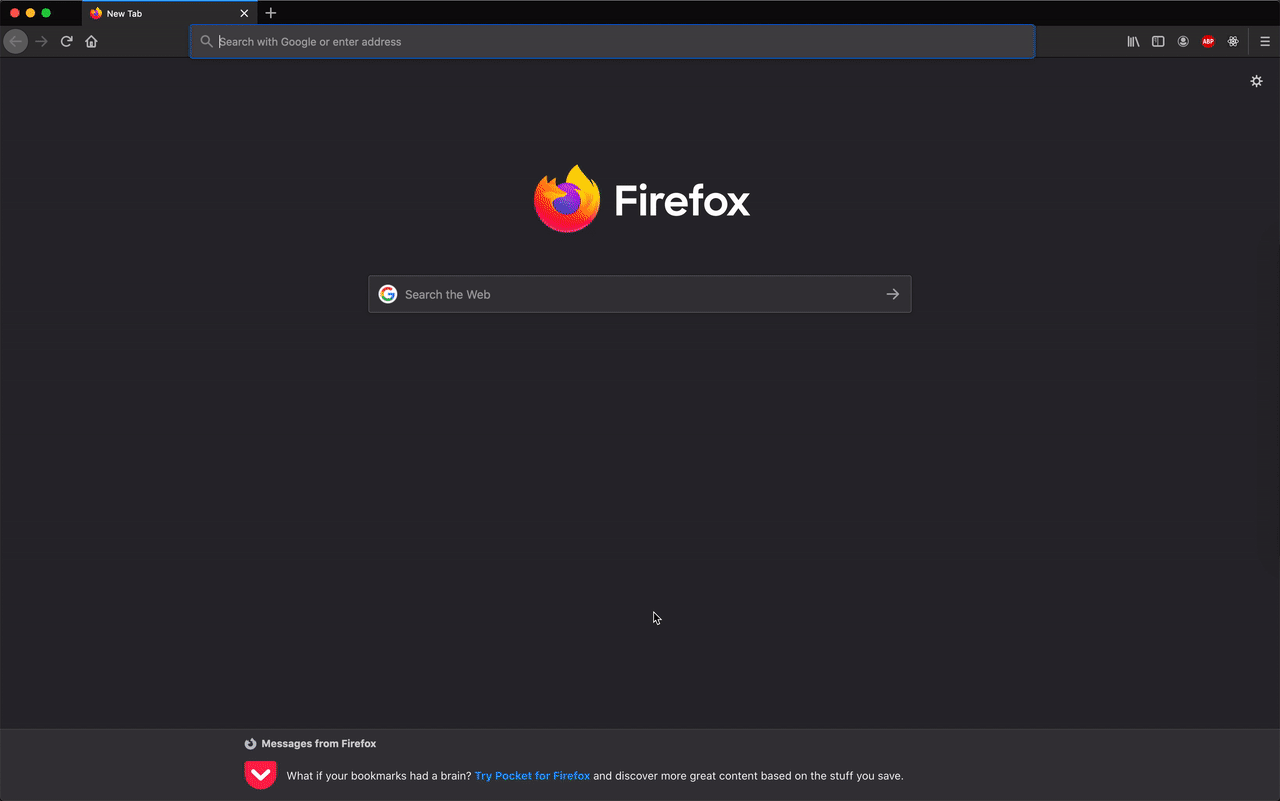 New Tab
Search with Google or enter address
ABP
Firefox
Search the Web
Messages from Firefox
What if your bookmarks had a brain? Try Pocket for Firefox and discover more great content based on the stuff you save.